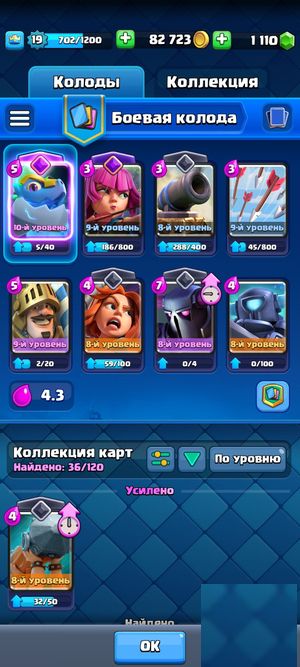 19 702/1200 82 723 1 110
Колоды Коллекция
Боевая колода
5 3 3 3
10-й уровень 9-й уровень 8-й уровень 9-й уровень
5/40 186/800 288/400 45/800
5 4 7 4
9-й уровень 8-й уровень 8-й уровень 8-й уровень
2/20 59/100 0/4 0/100
4.3
Коллекция карт
Найдено: 36/120
По уровню
Усилено
4
8-й уровень
32/50
Найдено
ОК